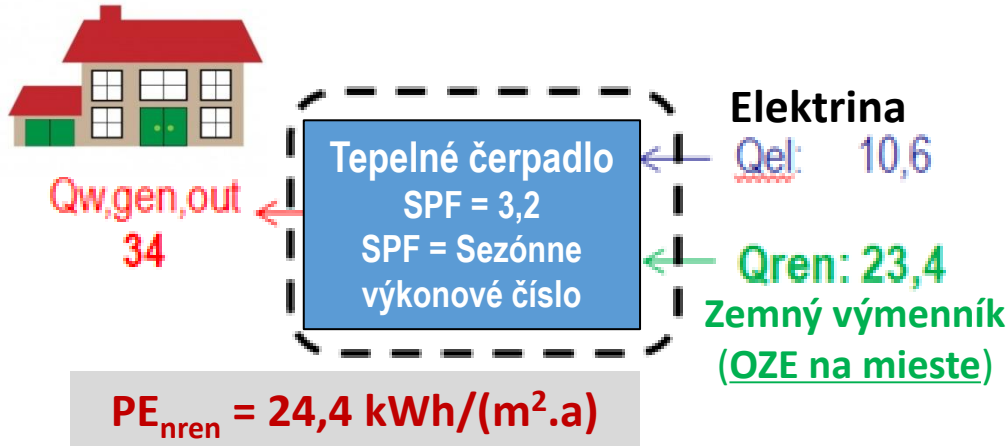 Elektrina
Qel: 10,6
Tepelné čerpadlo
SPF = 3,2
SPF = Sezónne
výkonové číslo
Qw,gen,out
34
Qren: 23,4
Zemný výmenník
(OZE na mieste)
PEnren = 24,4 kWh/(m².a)